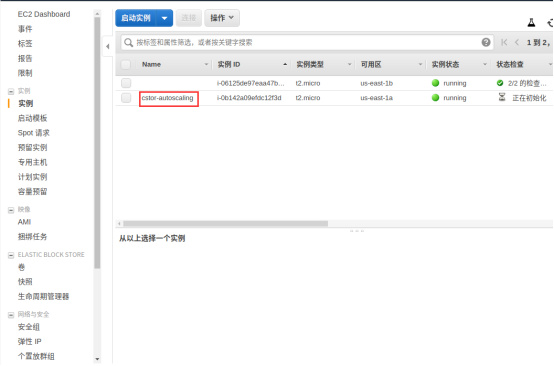 EC2 Dashboard
事件
标签
报告
限制
实例
实例
启动模板
Spot 请求
预留实例
专用主机
计划实例
容量预留
映像
AMI
捆绑任务
ELASTIC BLOCK STORE
卷
快照
生命周期管理器
网络与安全
安全组
弹性 IP
个置放群组
启动实例 连接 操作
按标签和属性筛选，或者按关键字搜索 1 到 2，
Name 实例 ID 实例类型 可用区 实例状态 状态检查
i-06125de97eaa47b... t2.micro us-east-1b running 2/2 的检查...
cstor-autoscaling i-0b142a09efdc12f3d t2.micro us-east-1a running 正在初始化
从以上选择一个实例